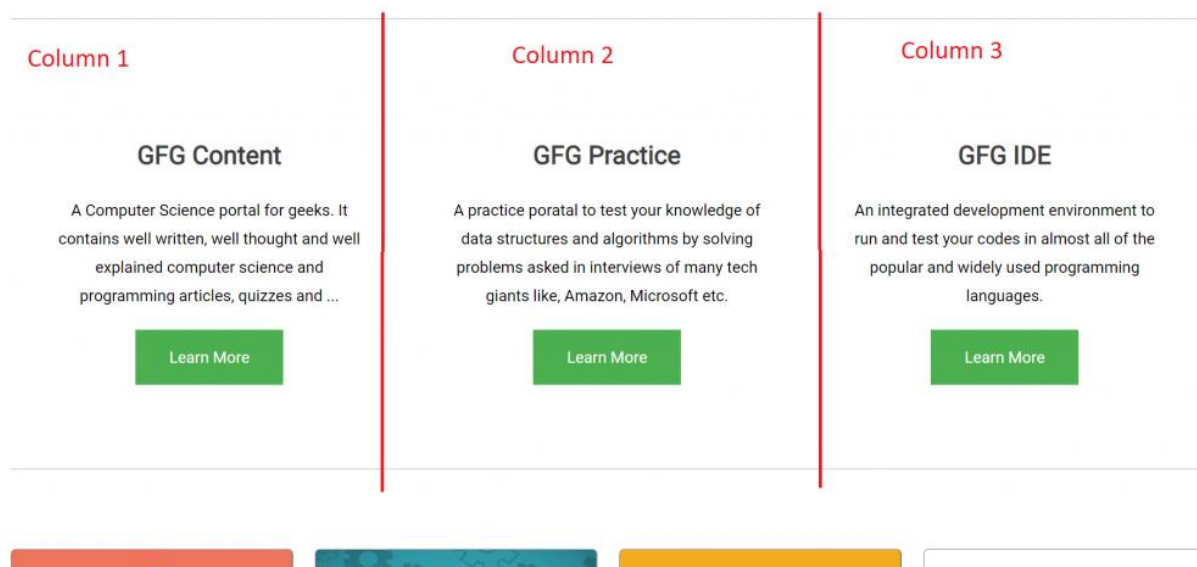 Column 1
Column 2
Column 3
GFG Content
A Computer Science portal for geeks. It
contains well written, well thought and well
explained computer science and
programming articles, quizzes and ...
Learn More
GFG Practice
A practice poratal to test your knowledge of
data structures and algorithms by solving
problems asked in interviews of many tech
giants like, Amazon, Microsoft etc.
Learn More
GFG IDE
An integrated development environment to
run and test your codes in almost all of the
popular and widely used programming
languages.
Learn More